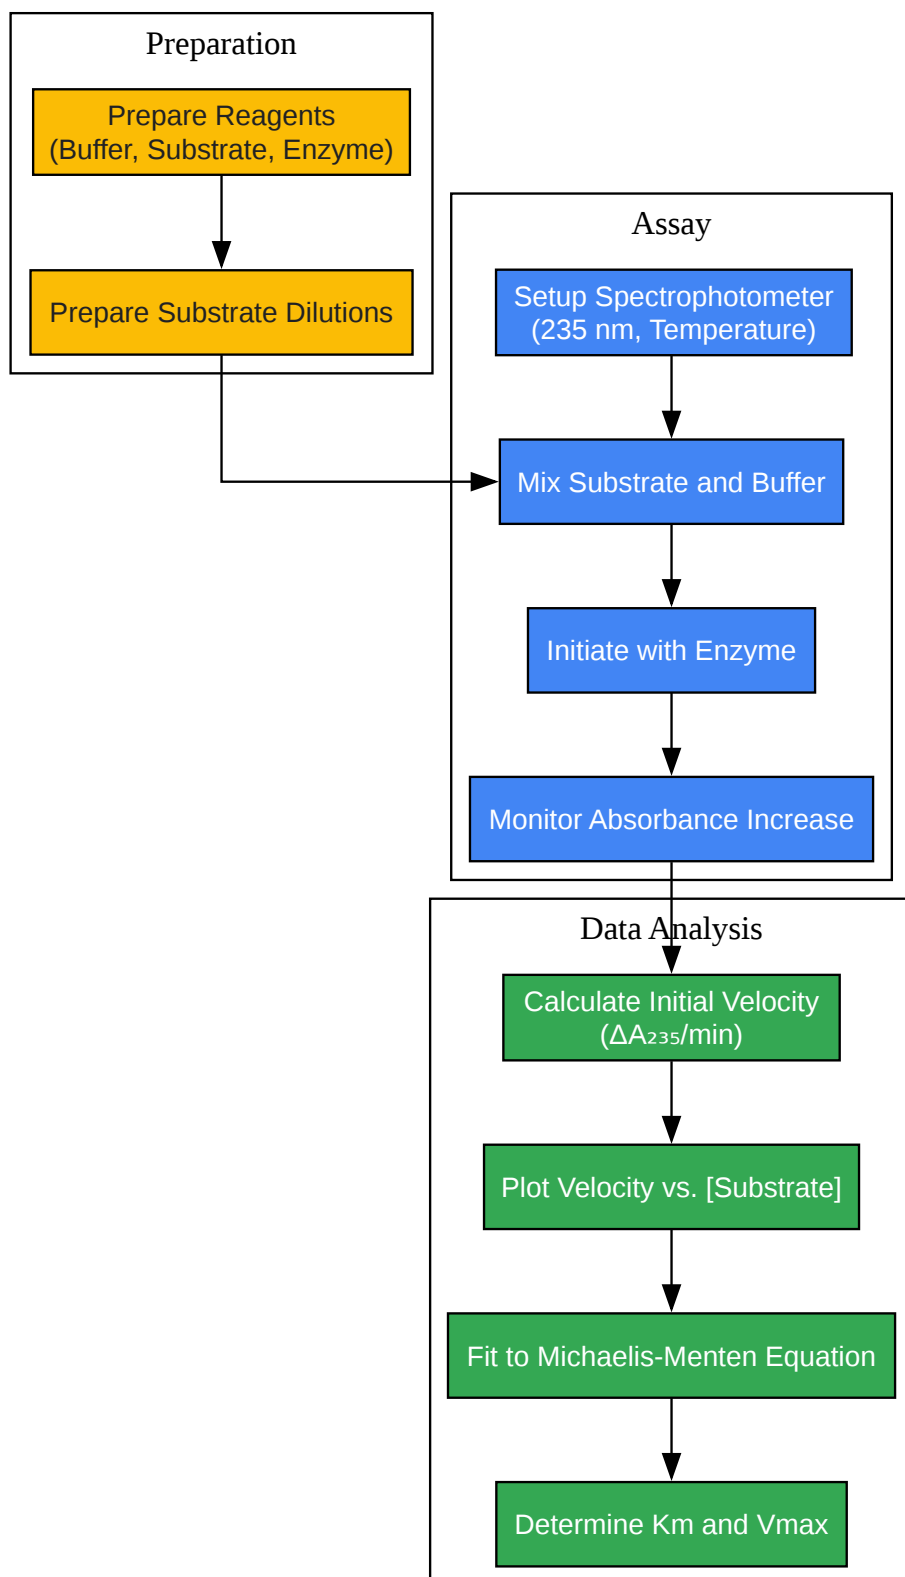 Preparation
Prepare Reagents
(Buffer, Substrate, Enzyme)
Prepare Substrate Dilutions
Assay
Setup Spectrophotometer
(235 nm, Temperature)
Mix Substrate and Buffer
Initiate with Enzyme
Monitor Absorbance Increase
Data Analysis
Calculate Initial Velocity
(ΔA₂₃₅/min)
Plot Velocity vs. [Substrate]
Fit to Michaelis-Menten Equation
Determine Km and Vmax